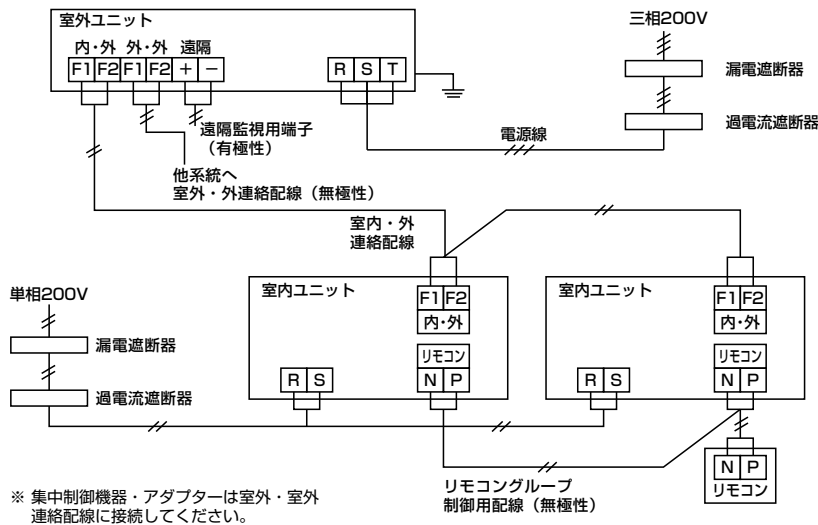 室外ユニット
内・外 外・外 遠隔
F1 F2 F1 F2 + −
R S T
三相200V
漏電遮断器
過電流遮断器
電源線
遠隔監視用端子
（有極性）
他系統へ
室外・外連絡配線（無極性）
室内・外
連絡配線
単相200V
漏電遮断器
過電流遮断器
室内ユニット
F1 F2
内・外
リモコン
R S
N P
室内ユニット
F1 F2
内・外
リモコン
R S
N P
N P
リモコン
リモコングループ
制御用配線（無極性）
※ 集中制御機器・アダプターは室外・室外
連絡配線に接続してください。